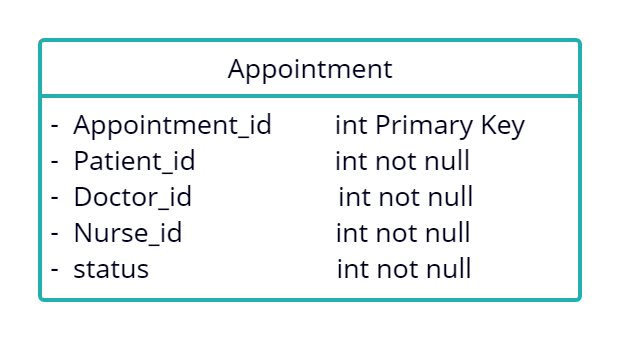 Appointment
- Appointment_id int Primary Key
- Patient_id int not null
- Doctor_id int not null
- Nurse_id int not null
- status int not null